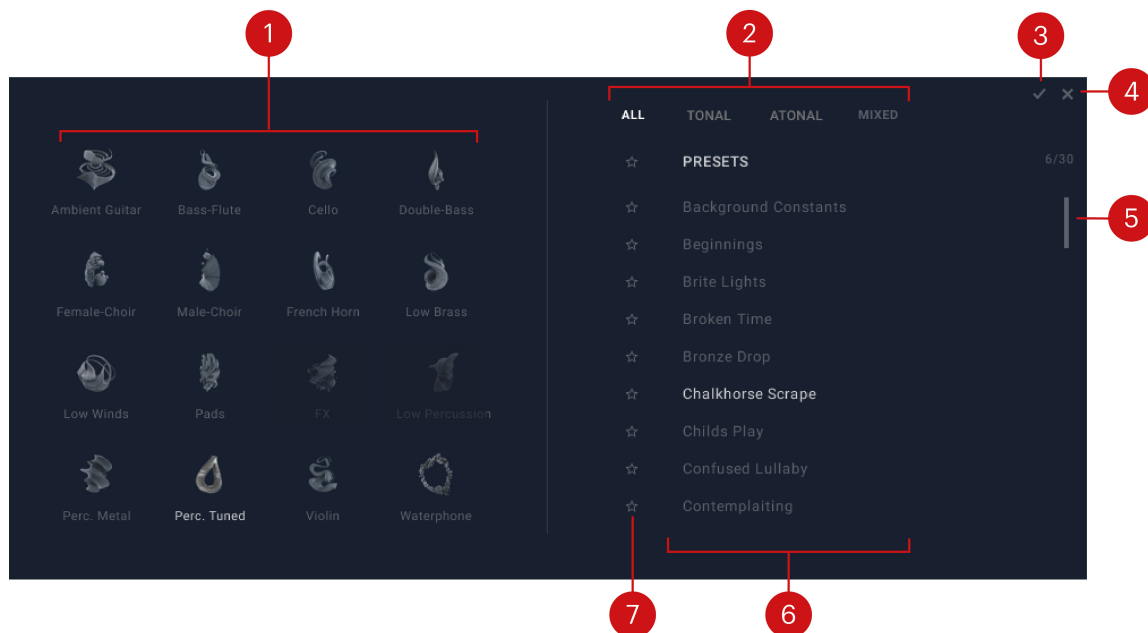 1
2
3
4
ALL TONAL ATONAL MIXED
PRESETS 6/30
Ambient Guitar Bass-Flute Cello Double-Bass
Female-Choir Male-Choir French Horn Low Brass
Low Winds Pads FX Low Percussion
Perc. Metal Perc. Tuned Violin Waterphone
Background Constants
5
Beginnings
Brite Lights
Broken Time
Bronze Drop
Chalkhorse Scrape
Childs Play
Confused Lullaby
Contemplaiting
7
6